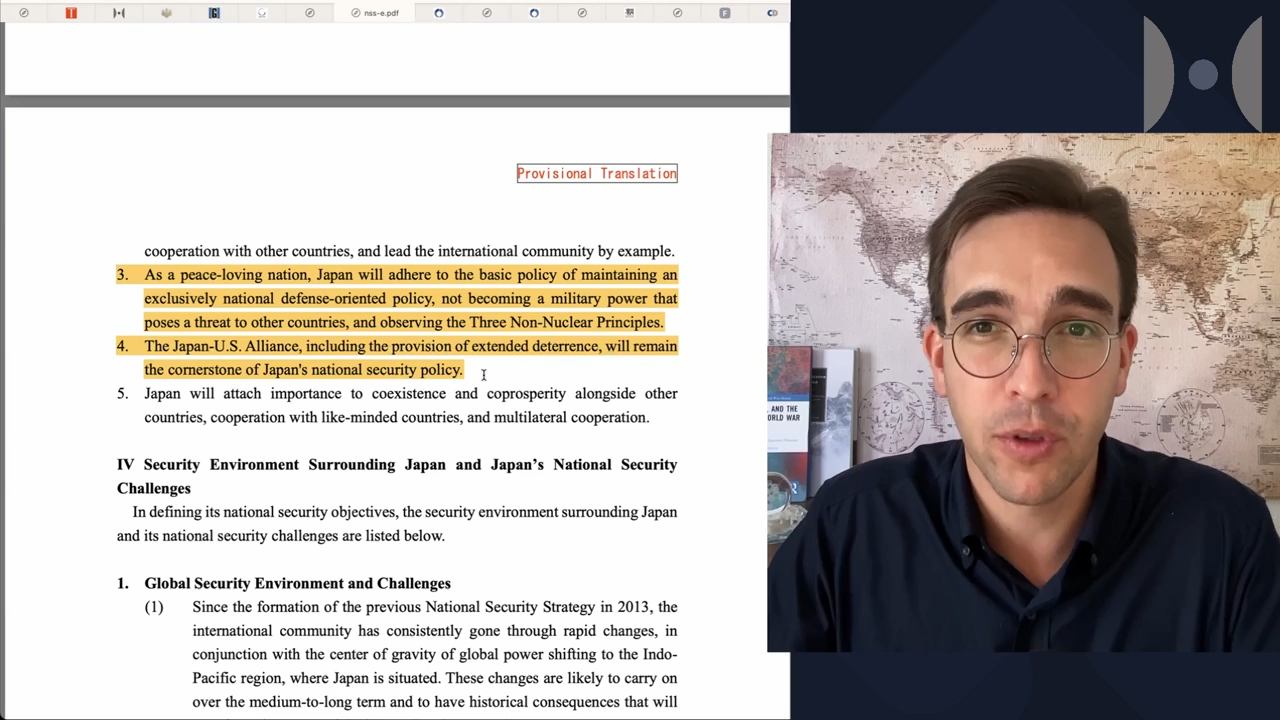 nss-e.pdf
Provisional Translation
cooperation with other countries, and lead the international community by example.
3. As a peace-loving nation, Japan will adhere to the basic policy of maintaining an
exclusively national defense-oriented policy, not becoming a military power that
poses a threat to other countries, and observing the Three Non-Nuclear Principles.
4. The Japan-U.S. Alliance, including the provision of extended deterrence, will remain
the cornerstone of Japan's national security policy.
5. Japan will attach importance to coexistence and coprosperity alongside other
countries, cooperation with like-minded countries, and multilateral cooperation.
IV Security Environment Surrounding Japan and Japan's National Security
Challenges
In defining its national security objectives, the security environment surrounding Japan
and its national security challenges are listed below.
1. Global Security Environment and Challenges
(1) Since the formation of the previous National Security Strategy in 2013, the
international community has consistently gone through rapid changes, in
conjunction with the center of gravity of global power shifting to the Indo-
Pacific region, where Japan is situated. These changes are likely to carry on
over the medium-to-long term and to have historical consequences that will
AND THE
WAR